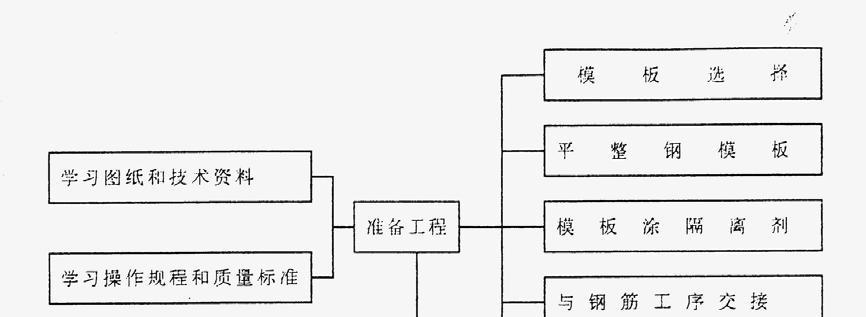 模板选择
平整钢模板
学习图纸和技术资料
准备工程
模板涂隔离剂
学习操作规程和质量标准
与钢筋工序交接